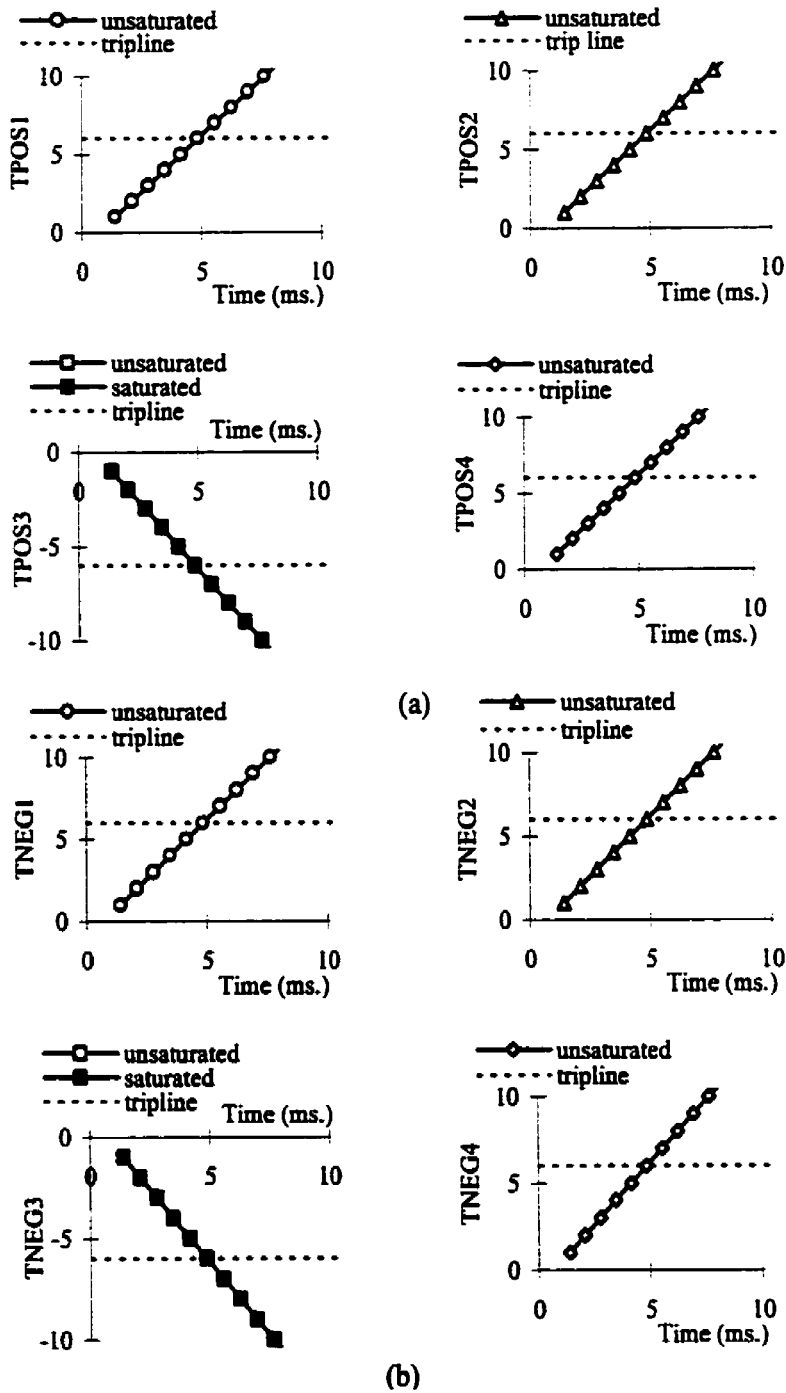 unsaturated
tripline
10
5
0
TPOS1
0 5 10
Time (ms.)
unsaturated
trip line
10
5
0
TPOS2
0 5 10
Time (ms.)
unsaturated
saturated
tripline
Time (ms.)
0
0 5 10
-5
-10
TPOS3
unsaturated
tripline
10
5
0
TPOS4
0 5 10
Time (ms.)
(a)
unsaturated
tripline
10
5
0
TNEG1
0 5 10
Time (ms.)
unsaturated
tripline
10
5
0
TNEG2
0 5 10
Time (ms.)
unsaturated
saturated
tripline
Time (ms.)
0
0 5 10
-5
-10
TNEG3
unsaturated
tripline
10
5
0
TNEG4
0 5 10
Time (ms.)
(b)